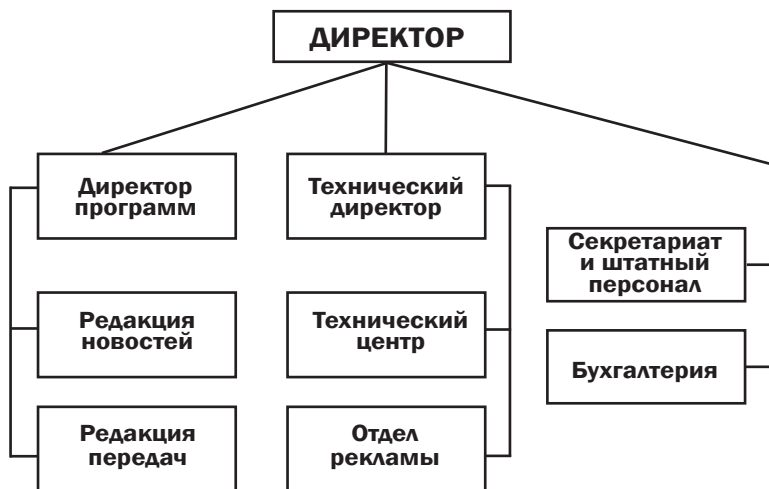 ДИРЕКТОР
Директор
программ
Технический
директор
Секретариат
и штатный
персонал
Редакция
новостей
Технический
центр
Бухгалтерия
Редакция
передач
Отдел
рекламы